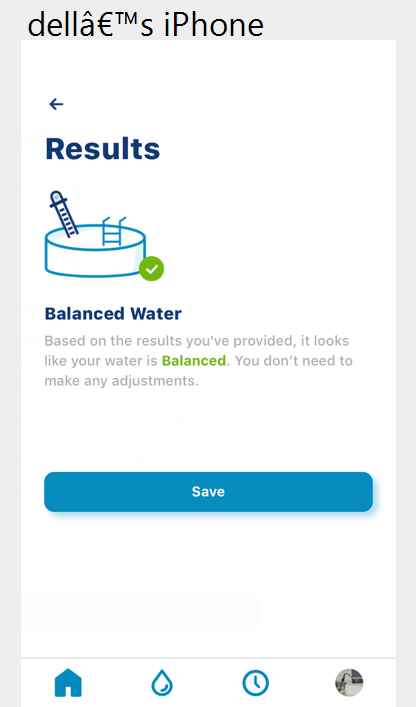 dellâ€™s iPhone
Results
Balanced Water
Based on the results you've provided, it looks
like your water is Balanced. You don’t need to
make any adjustments.
Save